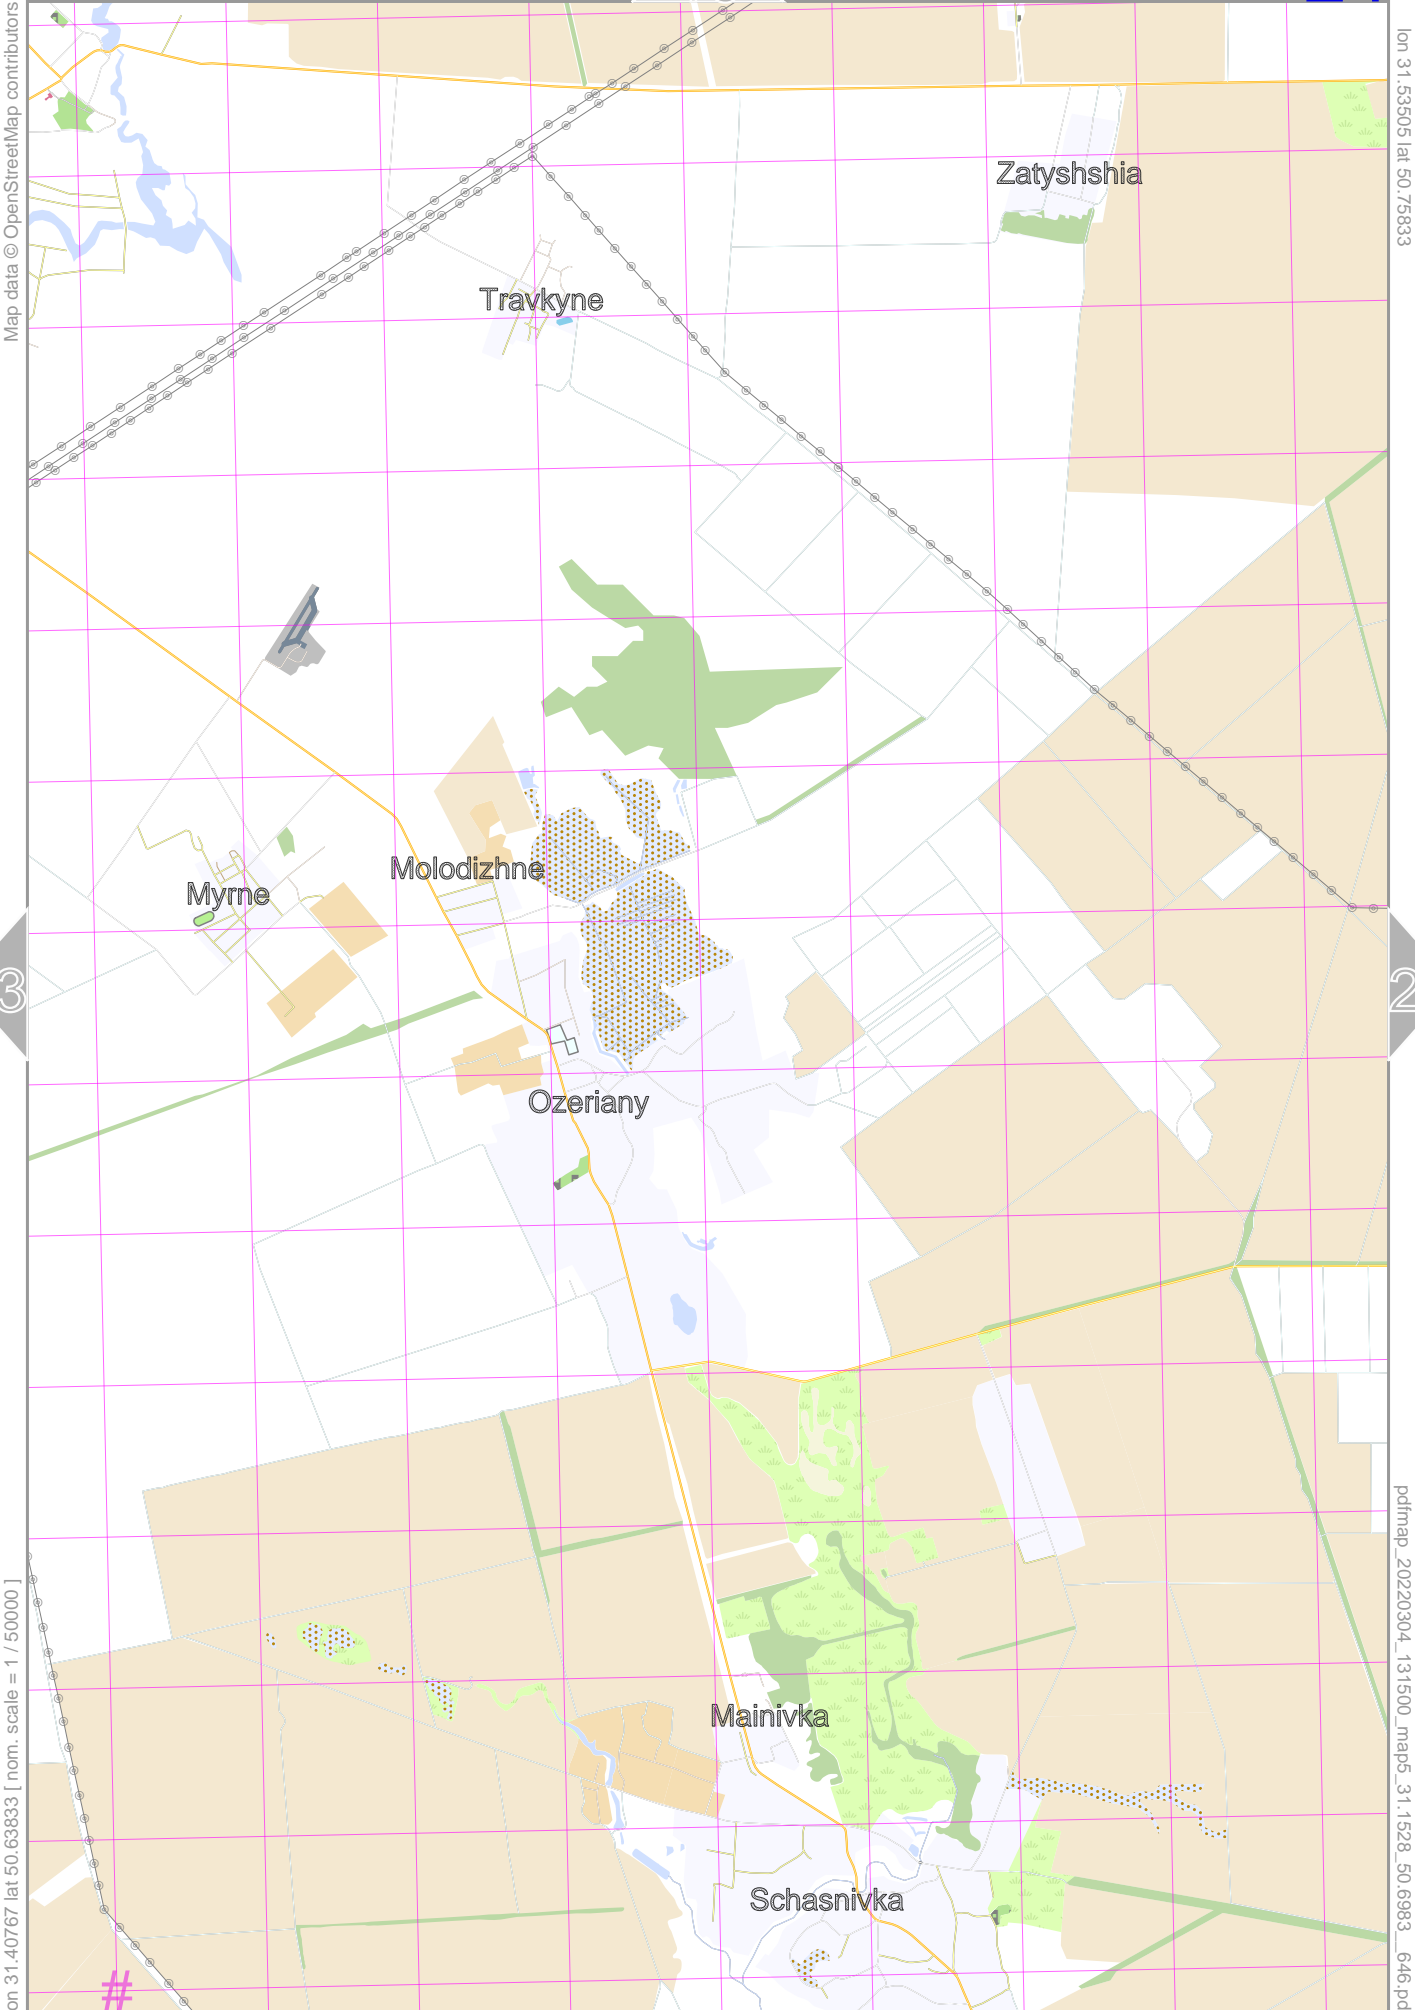 Map data © OpenStreetMap contributors
lon 31.53505 lat 50.75833
Zatyshshia
Travkyne
Molodizhne
Myrne
3
2
Ozeriany
Mainivka
Schasnivka
#
on 31.40767 lat 50.63833 [ nom. scale = 1 / 50000 ]
pdfmap_20220304_131500_map5_31.1528_50.6983__646.pd